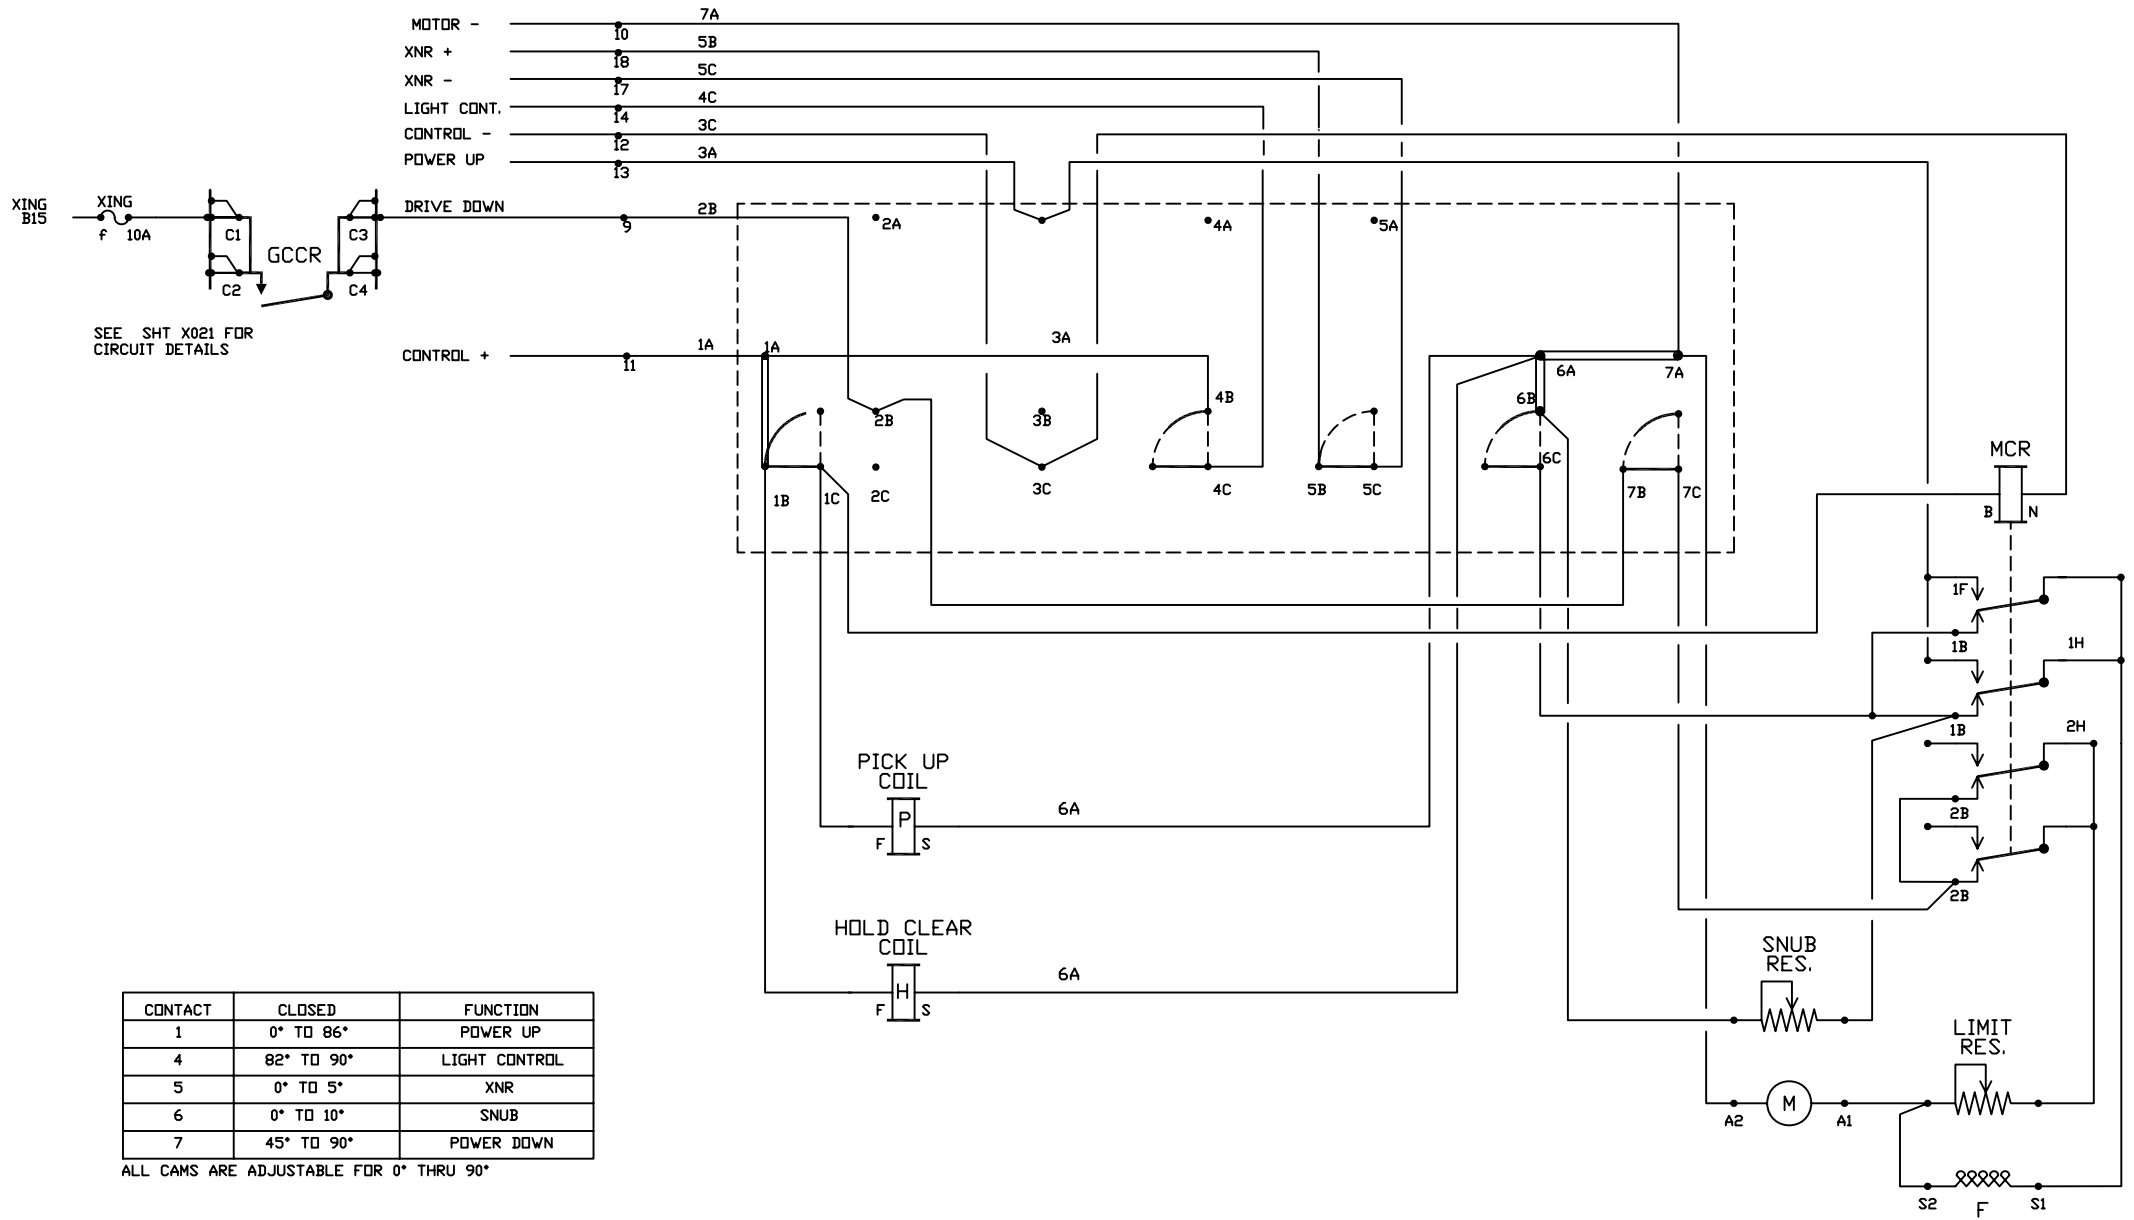 MOTOR -
10
7A
XNR +
18
5B
XNR -
17
5C
LIGHT CONT.
14
4C
CONTROL -
12
3C
POWER UP
13
3A
XING
B15
XING
f 10A
C1
C2
GCCR
C3
C4
DRIVE DOWN
9
2B
SEE SHT X021 FOR
CIRCUIT DETAILS
CONTROL +
11
1A
1A
2A
4A
5A
3A
6A
7A
2B
3B
4B
6B
6C
1B
1C
2C
3C
4C
5B
5C
7B
7C
MCR
B
N
1F
1B
1H
1B
2H
2B
2B
PICK UP
COIL
P
F
S
6A
HOLD CLEAR
COIL
H
F
S
6A
SNUB
RES.
LIMIT
RES.
A2
M
A1
S2
F
S1
CONTACT CLOSED FUNCTION
1 0° TO 86° POWER UP
4 82° TO 90° LIGHT CONTROL
5 0° TO 5° XNR
6 0° TO 10° SNUB
7 45° TO 90° POWER DOWN
ALL CAMS ARE ADJUSTABLE FOR 0° THRU 90°